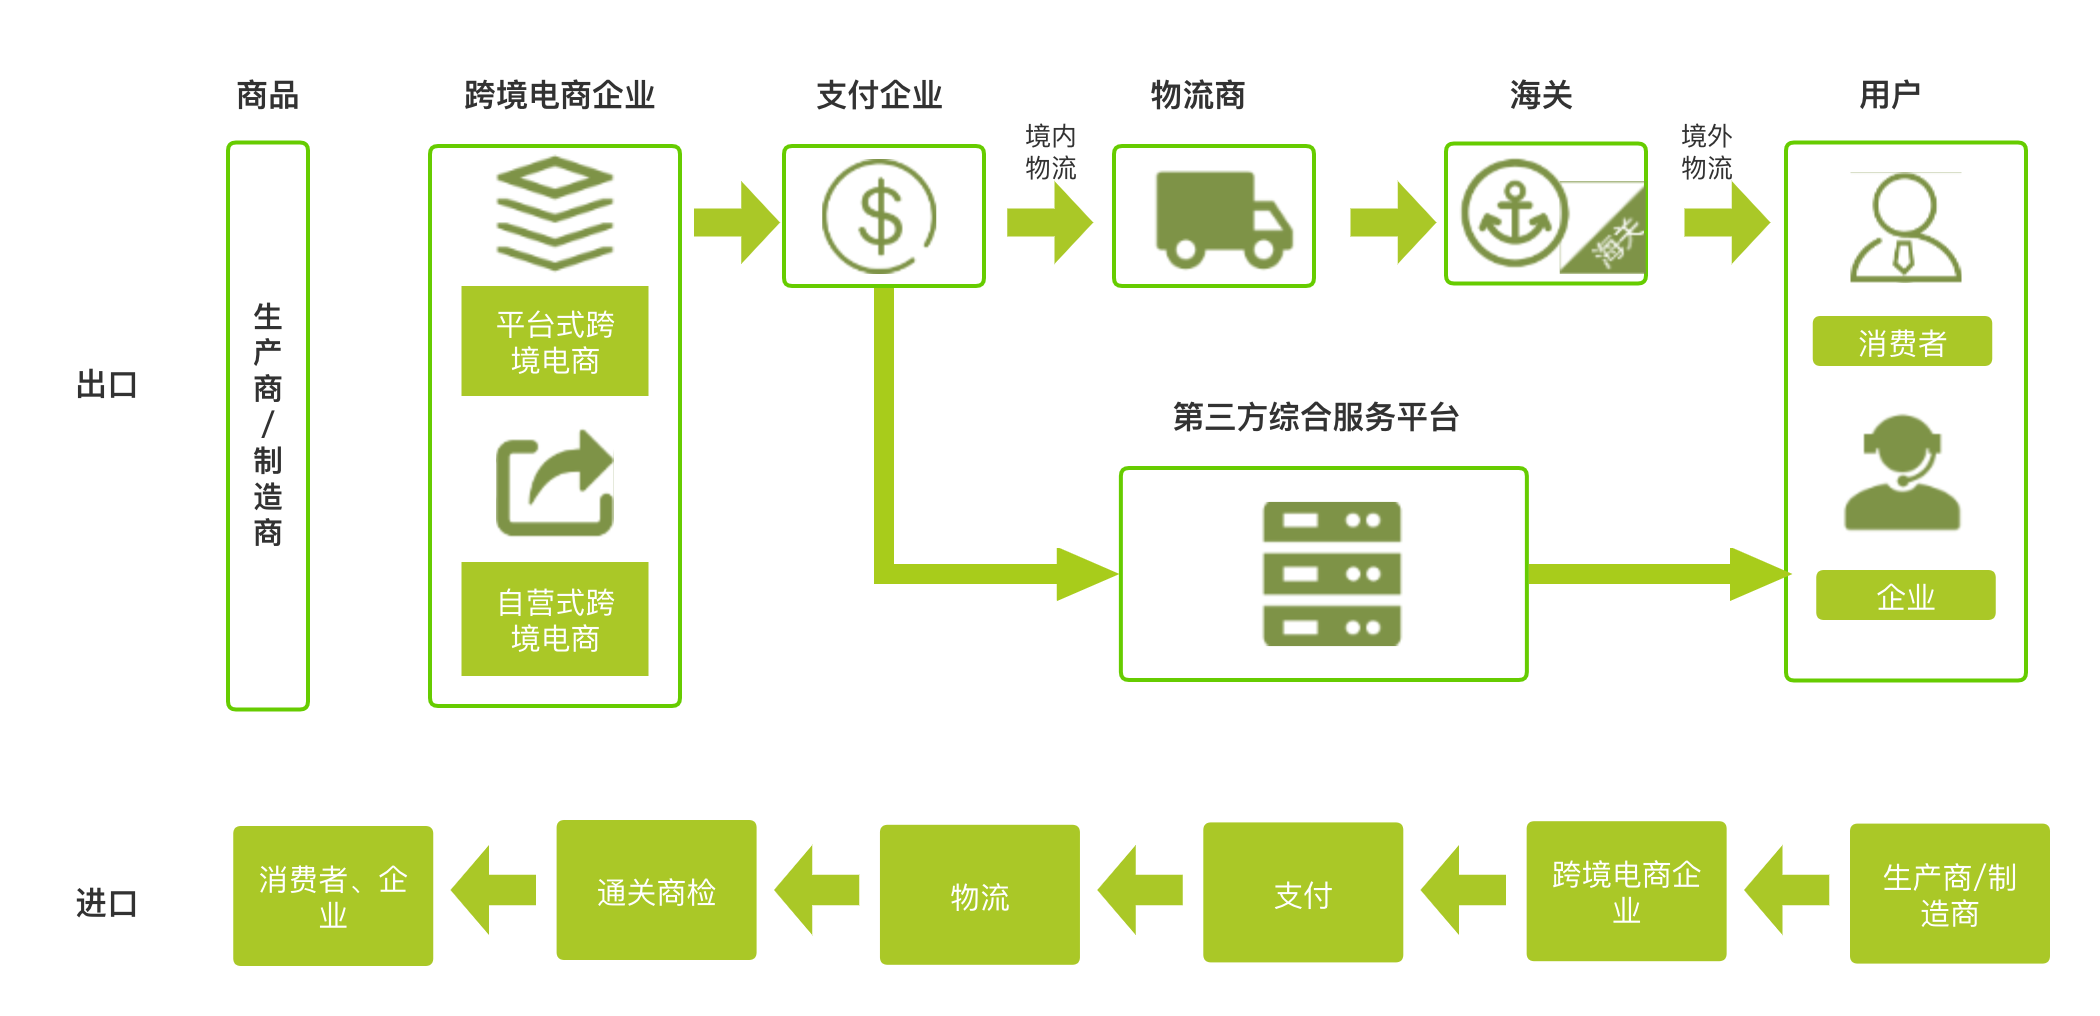 商品
跨境电商企业
支付企业
物流商
海关
用户
境内
物流
境外
物流
海关
生
产
商
/
制
造
商
出口
平台式跨
境电商
自营式跨
境电商
第三方综合服务平台
消费者
企业
进口
消费者、企
业
通关商检
物流
支付
跨境电商企
业
生产商/制
造商